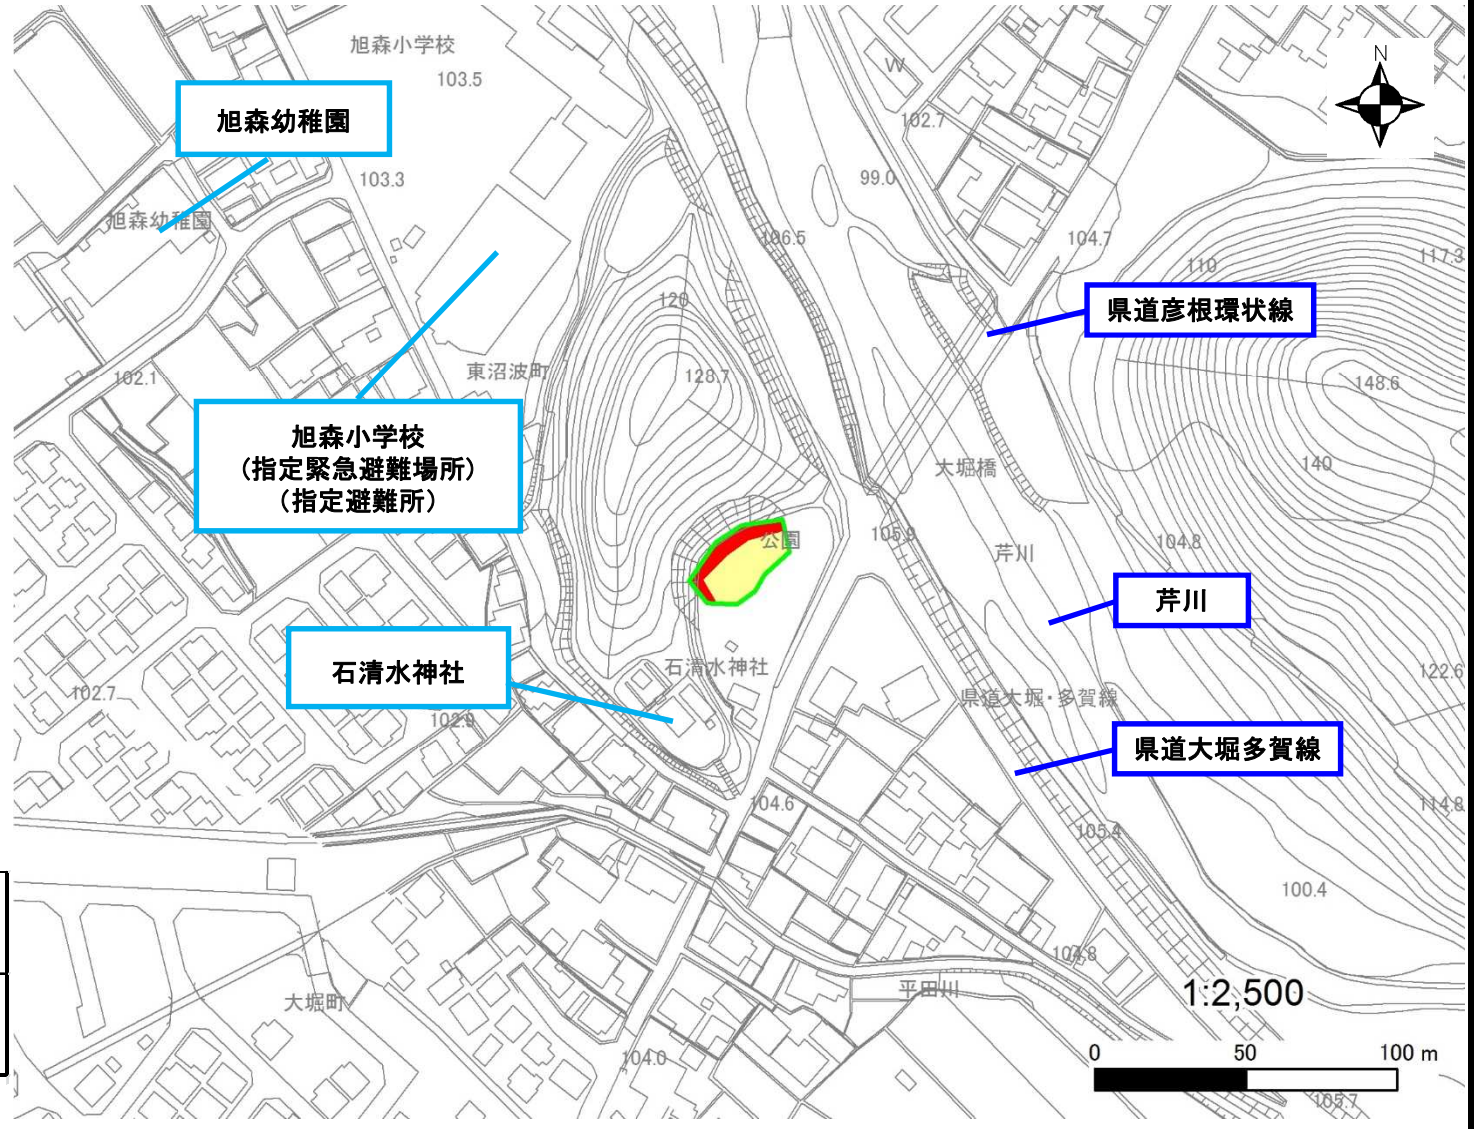 旭森小学校
103.5
N
W
102.7
旭森幼稚園
103.3
99.0
旭森幼稚園
106.5
104.7
110
117.3
120
県道彦根環状線
東沼波町
128.7
102.1
148.6
旭森小学校
(指定緊急避難場所)
(指定避難所)
大堀橋
140
公園
105.9
芹川
104.8
芹川
石清水神社
石清水神社
122.6
102.7
102.9
県道大堀・多賀線
県道大堀多賀線
104.6
114.8
105.4
100.4
104.8
平田川
大堀町
1:2,500
104.0
0 50 100 m
105.7